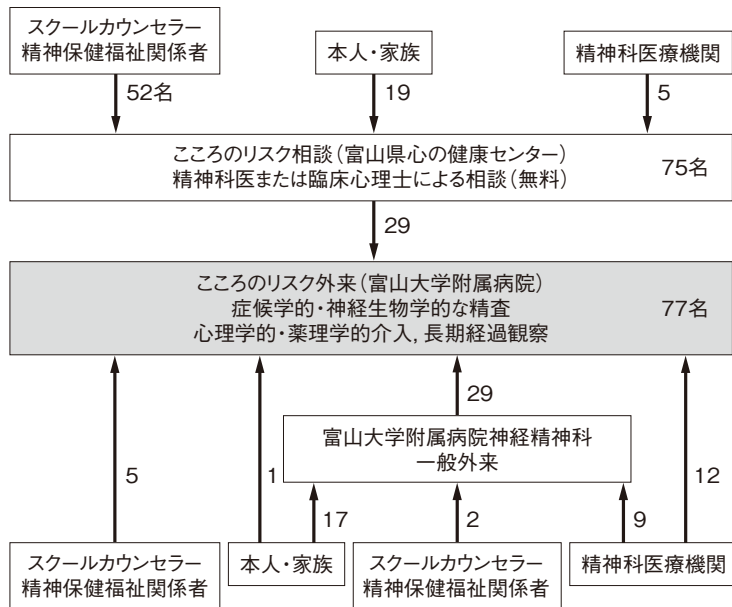 スクールカウンセラー
精神保健福祉関係者
本人・家族
精神科医療機関
52名
19
5
こころのリスク相談(富山県心の健康センター)
精神科医または臨床心理士による相談(無料)
75名
29
こころのリスク外来(富山大学附属病院)
症候学的・神経生物学的な精査
心理学的・薬理学的介入, 長期経過観察
77名
29
富山大学附属病院神経精神科
一般外来
5
1
17
2
9
12
スクールカウンセラー
精神保健福祉関係者
本人・家族
スクールカウンセラー
精神保健福祉関係者
精神科医療機関